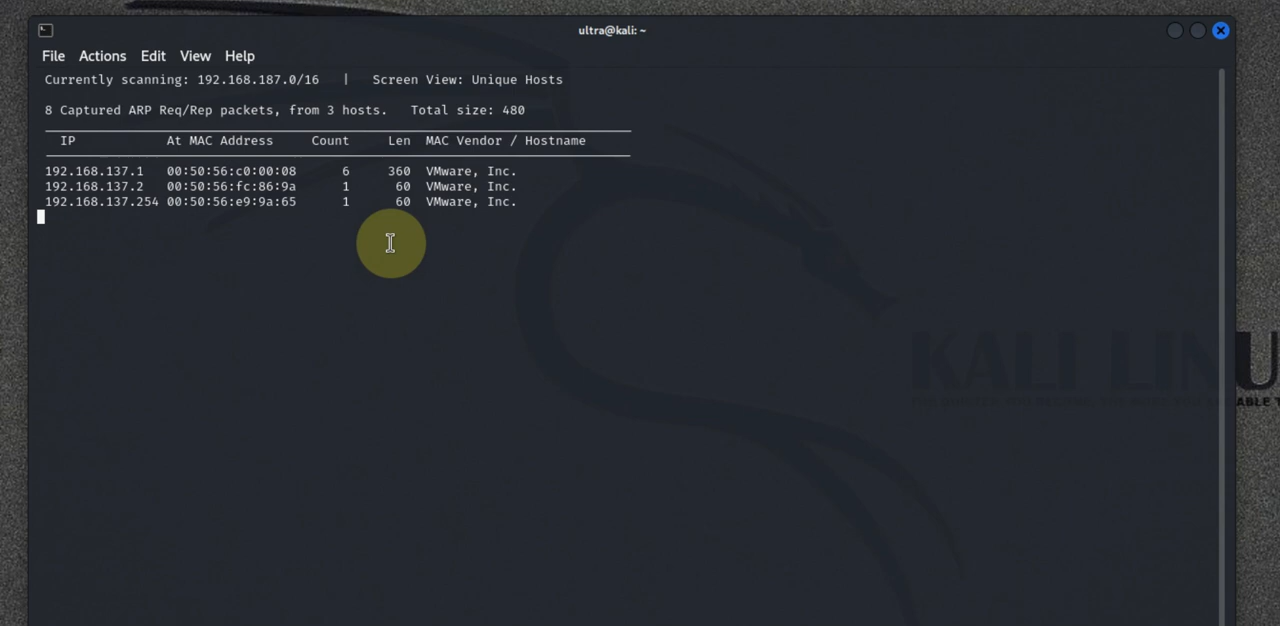 ultra@kali: ~
File Actions Edit View Help
Currently scanning: 192.168.187.0/16 | Screen View: Unique Hosts
8 Captured ARP Req/Rep packets, from 3 hosts. Total size: 480
IP At MAC Address Count Len MAC Vendor / Hostname
192.168.137.1 00:50:56:c0:00:08 6 360 VMware, Inc.
192.168.137.2 00:50:56:fc:86:9a 1 60 VMware, Inc.
192.168.137.254 00:50:56:e9:9a:65 1 60 VMware, Inc.
KALI LINU
ABLE T